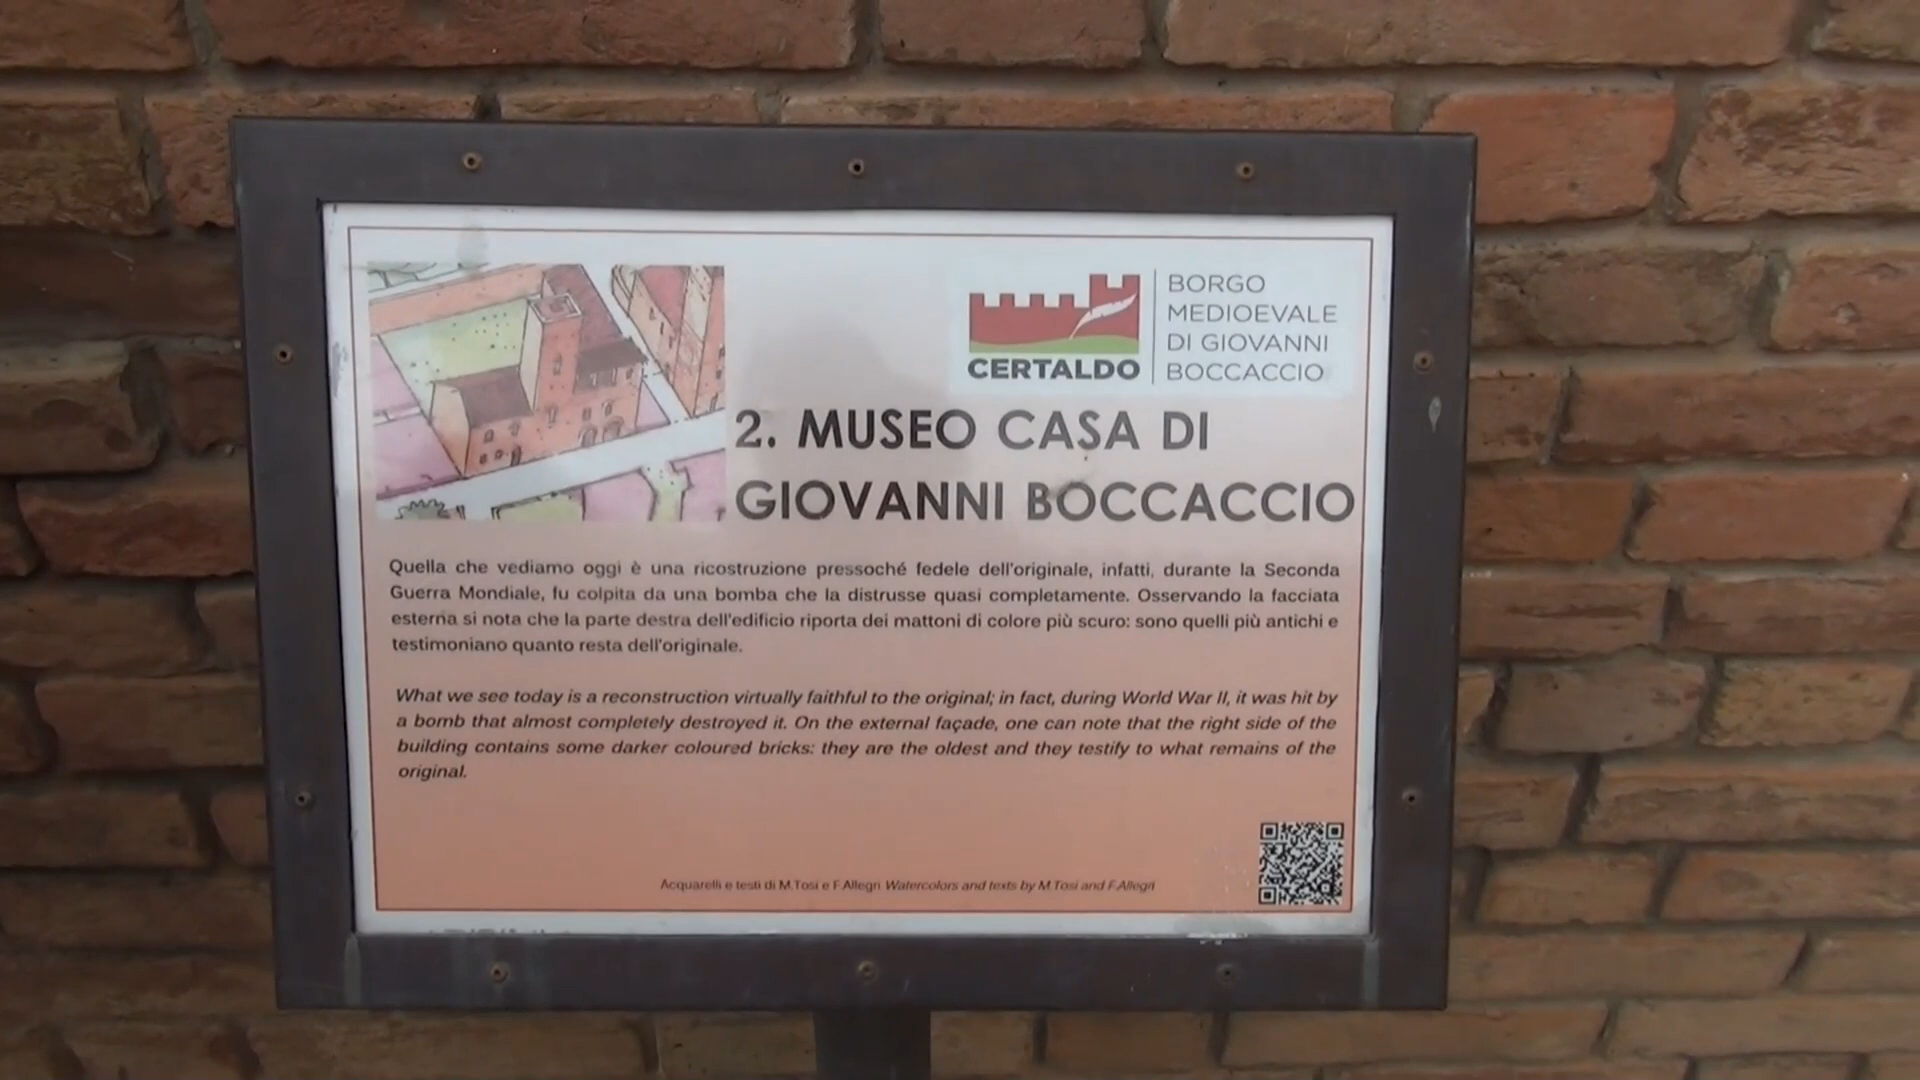 CERTALDO
BORGO
MEDIOEVALE
DI GIOVANNI
BOCCACCIO
2. MUSEO CASA DI
GIOVANNI BOCCACCIO
Quella che vediamo oggi è una ricostruzione pressoché fedele dell'originale, infatti, durante la Seconda
Guerra Mondiale, fu colpita da una bomba che la distrusse quasi completamente. Osservando la facciata
esterna si nota che la parte destra dell'edificio riporta dei mattoni di colore più scuro: sono quelli più antichi e
testimoniano quanto resta dell'originale.
What we see today is a reconstruction virtually faithful to the original; in fact, during World War II, it was hit by
a bomb that almost completely destroyed it. On the external façade, one can note that the right side of the
building contains some darker coloured bricks: they are the oldest and they testify to what remains of the
original.
Acquarelli e testi di M.Tosi e F.Allegri Watercolors and texts by M.Tosi and F.Allegri